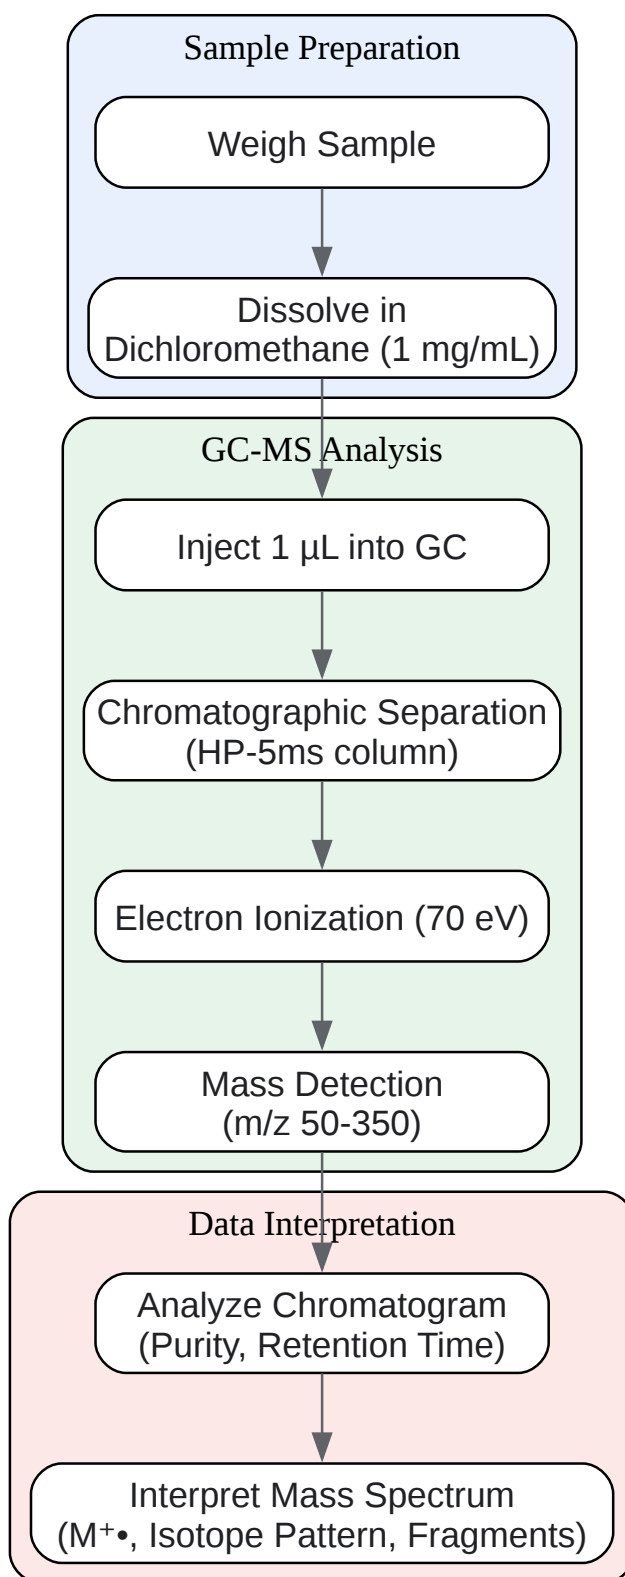 Sample Preparation
Weigh Sample
Dissolve in
Dichloromethane (1 mg/mL)
GC-MS Analysis
Inject 1 µL into GC
Chromatographic Separation
(HP-5ms column)
Electron Ionization (70 eV)
Mass Detection
(m/z 50-350)
Data Interpretation
Analyze Chromatogram
(Purity, Retention Time)
Interpret Mass Spectrum
(M⁺•, Isotope Pattern, Fragments)